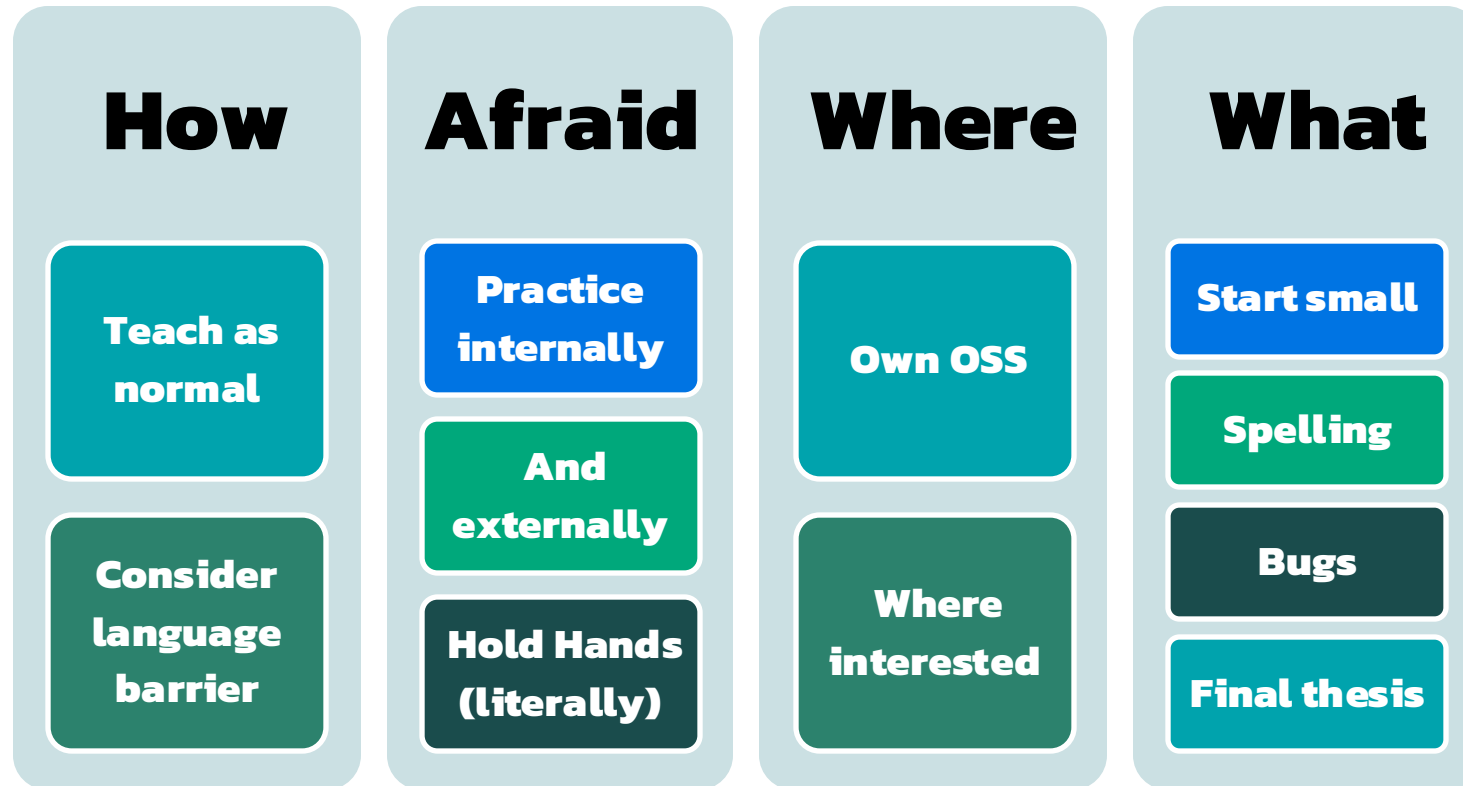 How
Teach as
normal
Consider
language
barrier
Afraid
Practice
internally
And
externally
Hold Hands
(literally)
Where
Own OSS
Where
interested
What
Start small
Spelling
Bugs
Final thesis